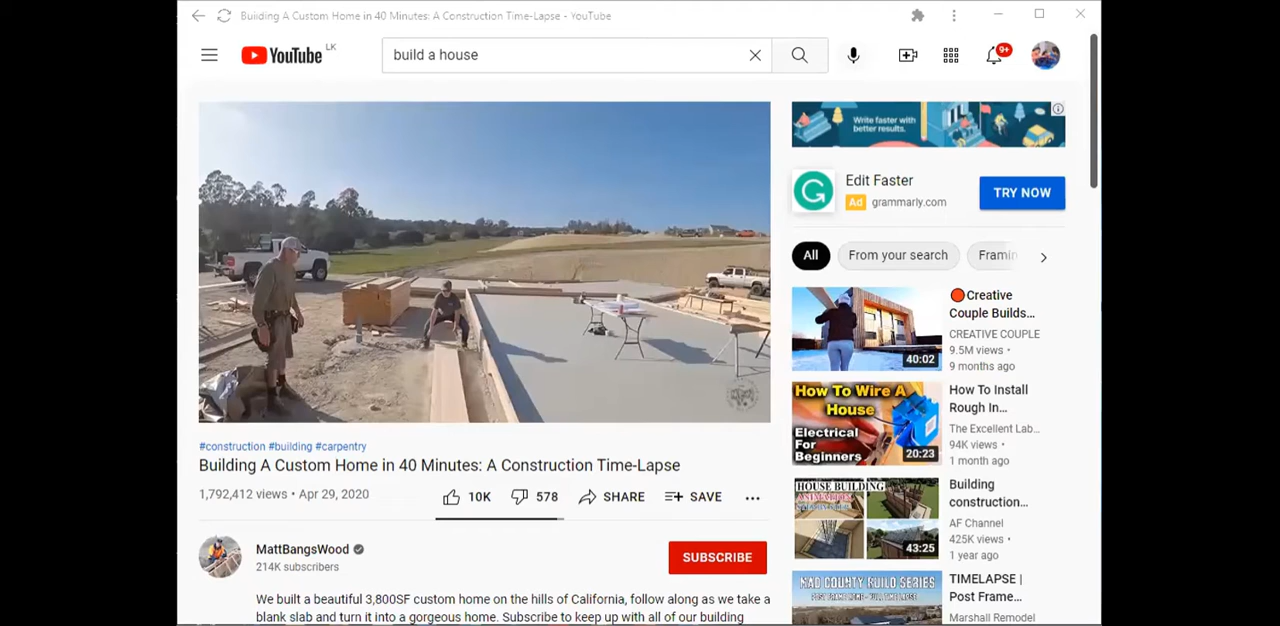 Building A Custom Home in 40 Minutes: A Construction Time-Lapse - YouTube
YouTube LK
build a house
9+
Write faster with
better results.
Edit Faster
Ad grammarly.com
TRY NOW
All
From your search
Framin
Creative
Couple Builds...
CREATIVE COUPLE
9.5M views •
9 months ago
40:02
How To Wire A
House
Electrical
For
Beginners
20:23
How To Install
Rough In...
The Excellent Lab...
94K views •
1 month ago
HOUSE BUILDING
43:25
Building
construction...
AF Channel
425K views •
1 year ago
MAD COUNTY BUILD SERIES
TIMELAPSE |
Post Frame...
Marshall Remodel
#construction #building #carpentry
Building A Custom Home in 40 Minutes: A Construction Time-Lapse
1,792,412 views • Apr 29, 2020
10K
578
SHARE
SAVE
MattBangsWood
214K subscribers
SUBSCRIBE
We built a beautiful 3,800SF custom home on the hills of California, follow along as we take a
blank slab and turn it into a gorgeous home. Subscribe to keep up with all of our building